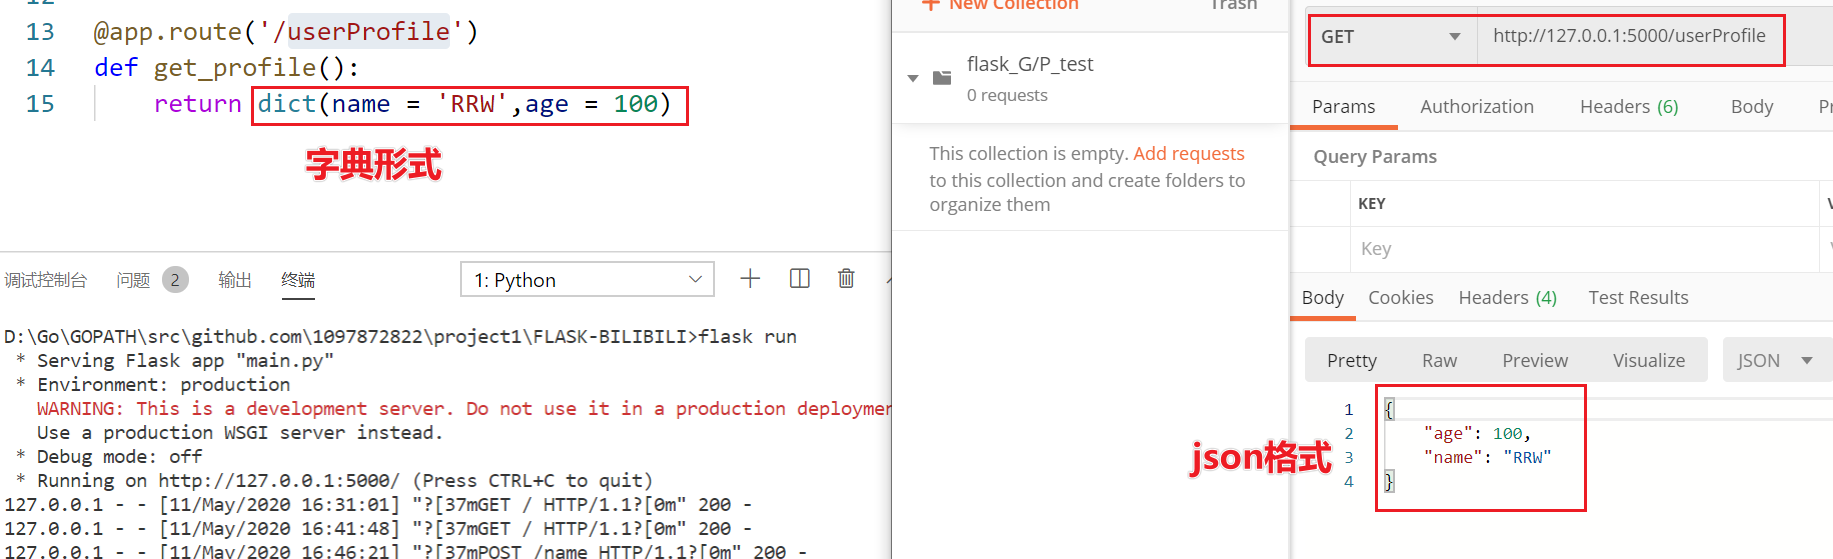 12
13 @app.route('/userProfile')
14 def get_profile():
15 return dict(name = 'RRW',age = 100)
字典形式
调试控制台 问题 2 输出 终端 1: Python
D:\Go\GOPATH\src\github.com\1097872822\project1\FLASK-BILIBILI>flask run
* Serving Flask app "main.py"
* Environment: production
WARNING: This is a development server. Do not use it in a production deployme
Use a production WSGI server instead.
* Debug mode: off
* Running on http://127.0.0.1:5000/ (Press CTRL+C to quit)
127.0.0.1 - - [11/May/2020 16:31:01] "?[37mGET / HTTP/1.1?[0m" 200 -
127.0.0.1 - - [11/May/2020 16:41:48] "?[37mGET / HTTP/1.1?[0m" 200 -
127.0.0.1 - - [11/May/2020 16:46:21] "?[37mPOST /name HTTP/1.1?[0m" 200 -
+ New Collection Trash
flask_G/P_test
0 requests
This collection is empty. Add requests
to this collection and create folders to
organize them
GET http://127.0.0.1:5000/userProfile
Params Authorization Headers (6) Body
Query Params
KEY
Key
Body Cookies Headers (4) Test Results
Pretty Raw Preview Visualize JSON
1 {
2 "age": 100,
3 "name": "RRW"
4 }
json格式